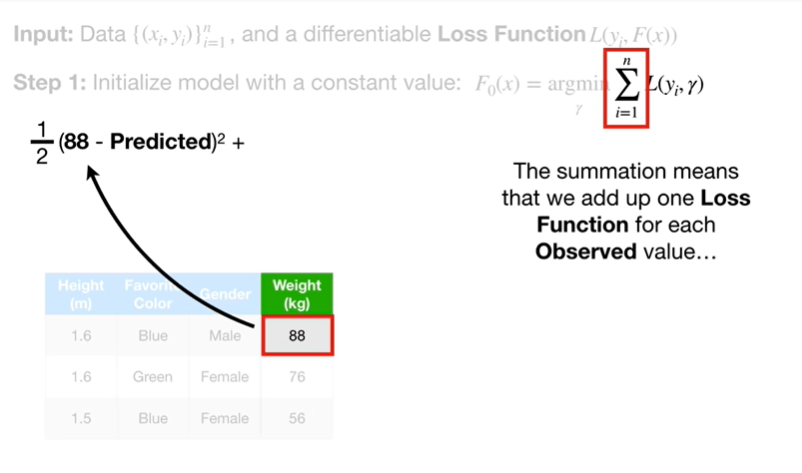 Input: Data {(xᵢ, yᵢ)}ⁿᵢ₌₁, and a differentiable Loss Function L(yᵢ, F(x))
Step 1: Initialize model with a constant value: F₀(x) = argmin γ n ∑ i=1 L(yᵢ, γ)
1/2 (88 - Predicted)² +
The summation means
that we add up one Loss
Function for each
Observed value…
Height (m) Favorite Color Gender Weight (kg)
1.6 Blue Male 88
1.6 Green Female 76
1.5 Blue Female 56